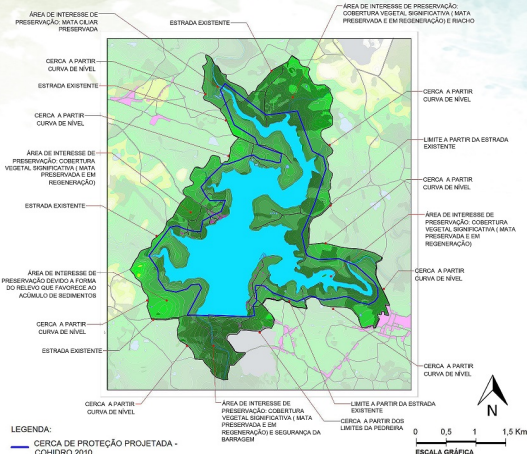 ÁREA DE INTERESSE DE
PRESERVAÇÃO: MATA CILIAR
PRESERVADA
ESTRADA EXISTENTE
ÁREA DE INTERESSE DE PRESERVAÇÃO:
COBERTURA VEGETAL SIGNIFICATIVA ( MATA
PRESERVADA E EM REGENERAÇÃO) E RIACHO
CERCA A PARTIR
CURVA DE NÍVEL
ESTRADA EXISTENTE
CERCA A PARTIR
CURVA DE NÍVEL
ÁREA DE INTERESSE DE
PRESERVAÇÃO: COBERTURA
VEGETAL SIGNIFICATIVA ( MATA
PRESERVADA E EM
REGENERAÇÃO)
ESTRADA EXISTENTE
ÁREA DE INTERESSE DE
PRESERVAÇÃO DEVIDO A FORMA
DO RELEVO QUE FAVORECE AO
ACÚMULO DE SEDIMENTOS
CERCA A PARTIR
CURVA DE NÍVEL
ESTRADA EXISTENTE
CERCA A PARTIR
CURVA DE NÍVEL
CERCA A PARTIR
CURVA DE NÍVEL
LIMITE A PARTIR DA ESTRADA
EXISTENTE
CERCA A PARTIR
CURVA DE NÍVEL
ÁREA DE INTERESSE DE
PRESERVAÇÃO: COBERTURA
VEGETAL SIGNIFICATIVA ( MATA
PRESERVADA E EM
REGENERAÇÃO)
CERCA A PARTIR
CURVA DE NÍVEL
CERCA A PARTIR
CURVA DE NÍVEL
ÁREA DE INTERESSE DE
PRESERVAÇÃO: COBERTURA
VEGETAL SIGNIFICATIVA ( MATA
PRESERVADA E EM
REGENERAÇÃO) E SEGURANÇA DA
BARRAGEM
LIMITE A PARTIR DA ESTRADA
EXISTENTE
CERCA A PARTIR DOS
LIMITES DA PEDREIRA
N
LEGENDA:
CERCA DE PROTEÇÃO PROJETADA -
COHIDRO 2010
0 0,5 1 1,5 Km
ESCALA GRÁFICA